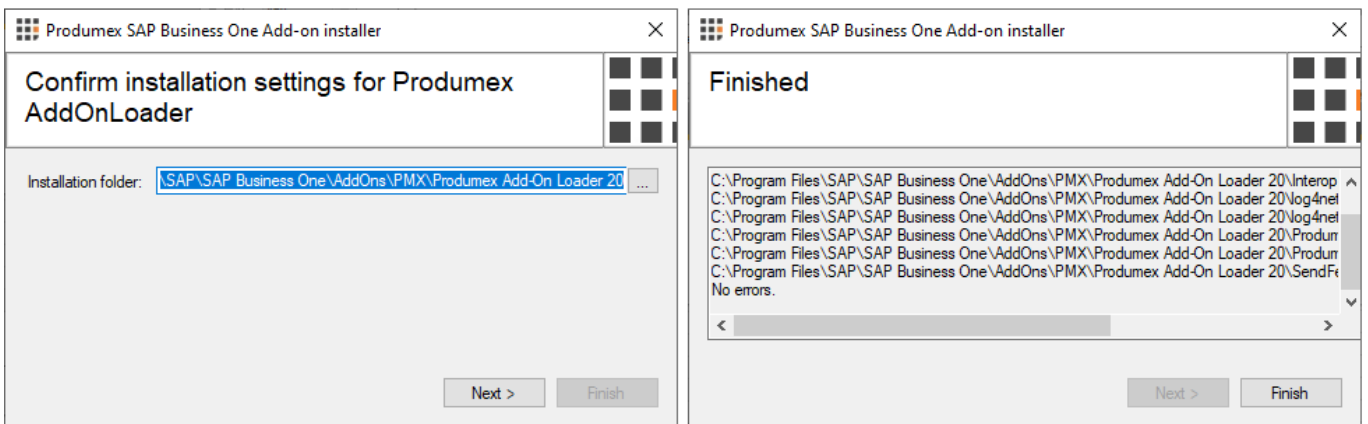 Produmex SAP Business One Add-on installer
Confirm installation settings for Produmex
AddOnLoader
Installation folder: \SAP\SAP Business One\AddOns\PMX\Produmex Add-On Loader 20 ...
Next > Finish
Produmex SAP Business One Add-on installer
Finished
C:\Program Files\SAP\SAP Business One\AddOns\PMX\Produmex Add-On Loader 20\Interop
C:\Program Files\SAP\SAP Business One\AddOns\PMX\Produmex Add-On Loader 20\log4net
C:\Program Files\SAP\SAP Business One\AddOns\PMX\Produmex Add-On Loader 20\log4net
C:\Program Files\SAP\SAP Business One\AddOns\PMX\Produmex Add-On Loader 20\Produm
C:\Program Files\SAP\SAP Business One\AddOns\PMX\Produmex Add-On Loader 20\Produm
C:\Program Files\SAP\SAP Business One\AddOns\PMX\Produmex Add-On Loader 20\SendFe
No errors.
Next > Finish